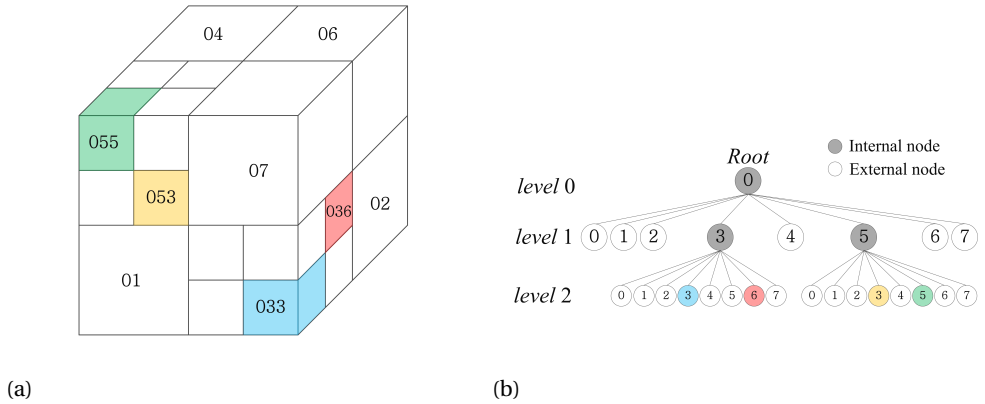 04 06
055
07
053
036
02
01
033
(a)
Root
Internal node
External node
level 0
0
level 1
0 1 2 3 4 5 6 7
level 2
0 1 2 3 4 5 6 7 0 1 2 3 4 5 6 7
(b)